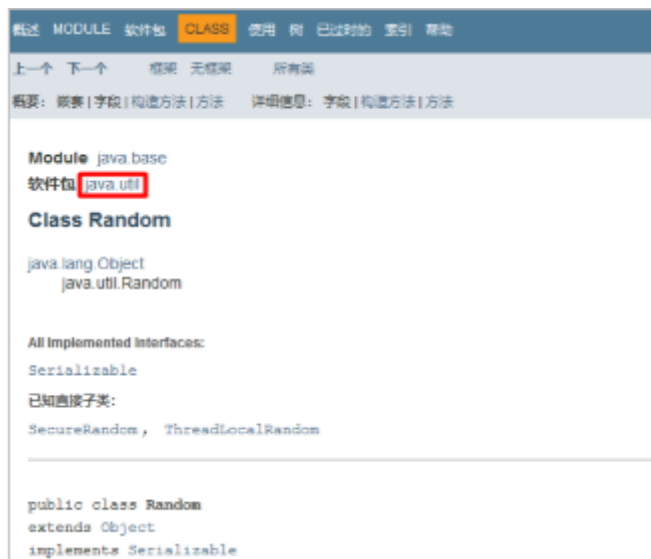 概述 MODULE 软件包 CLASS 使用 树 已过时的 索引 帮助
上一个 下一个 框架 无框架 所有类
概要: 嵌套|字段|构造方法|方法 详细信息: 字段|构造方法|方法
Module java.base
软件包 java.util
Class Random
java.lang.Object
java.util.Random
All Implemented Interfaces:
Serializable
已知直接子类:
SecureRandom, ThreadLocalRandom
public class Random
extends Object
implements Serializable